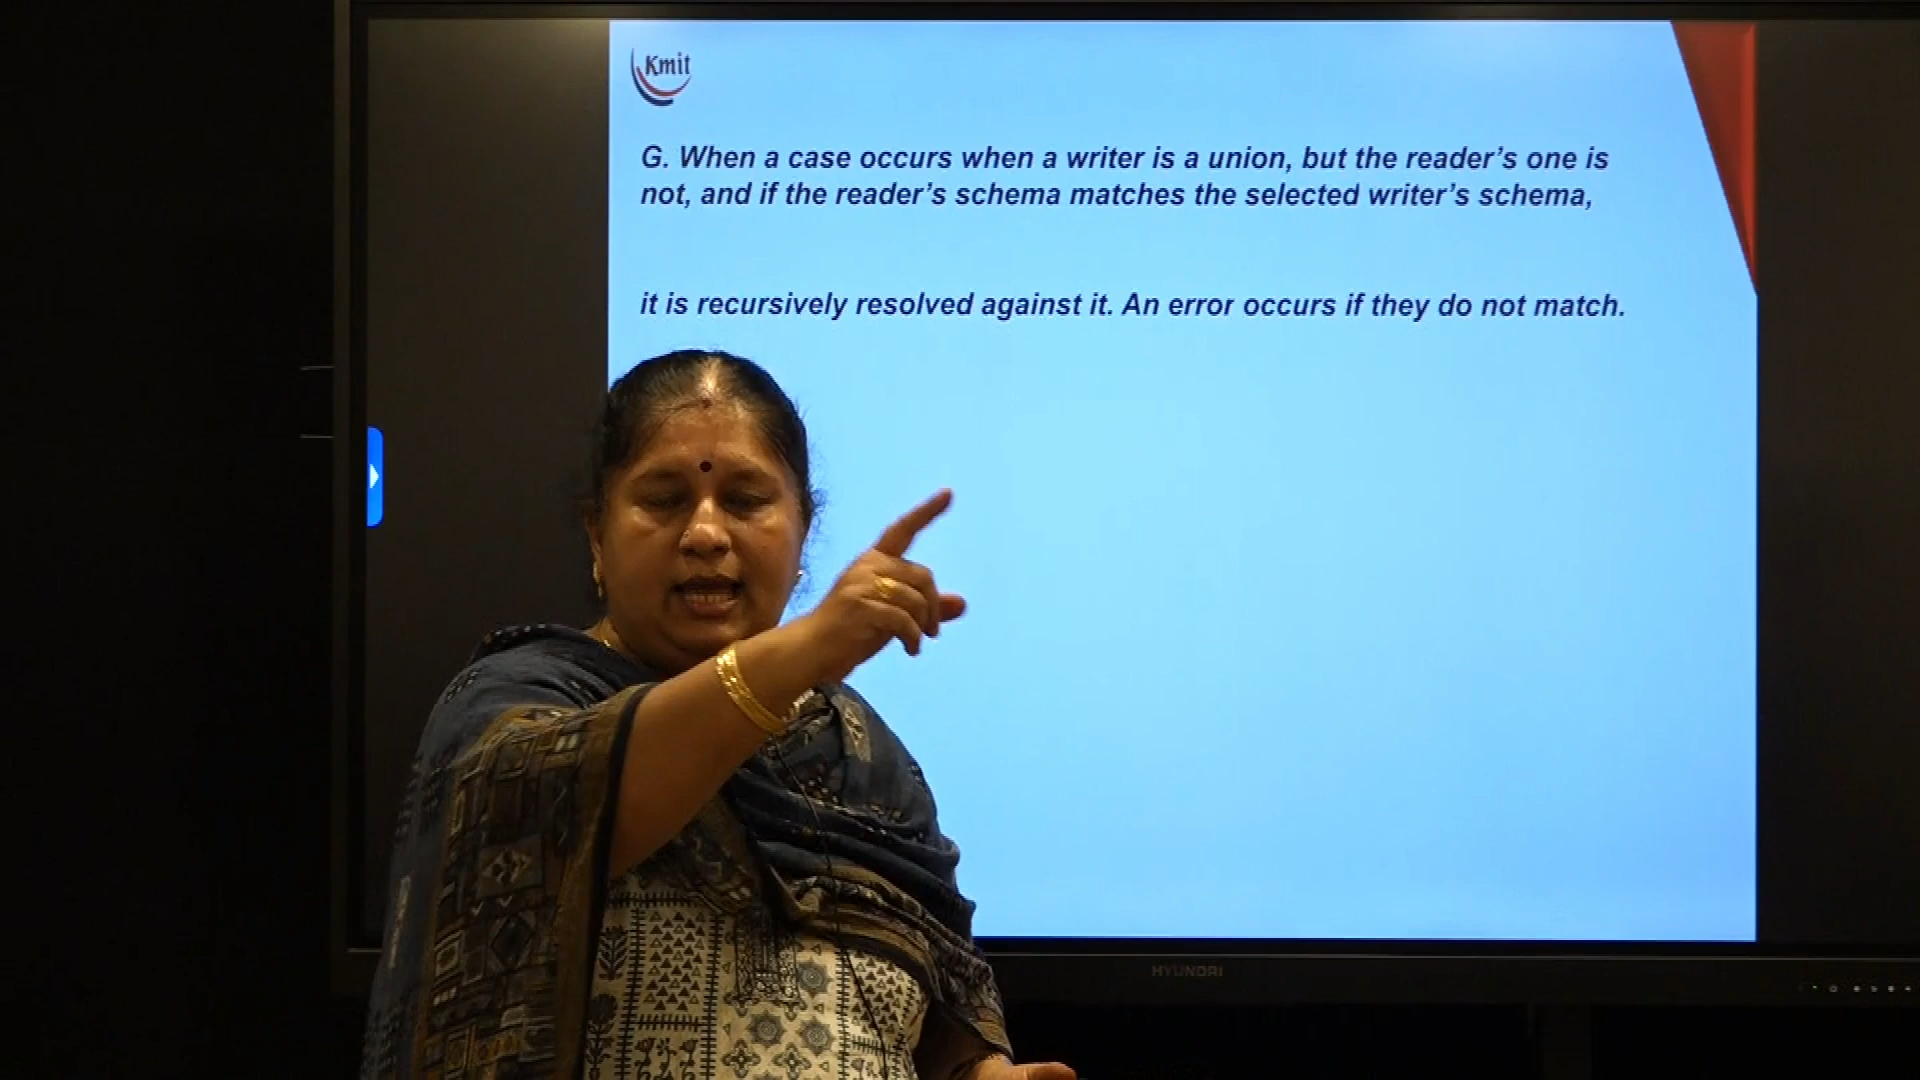 Kmit
G. When a case occurs when a writer is a union, but the reader’s one is
not, and if the reader’s schema matches the selected writer’s schema,
it is recursively resolved against it. An error occurs if they do not match.
HYUNDAI